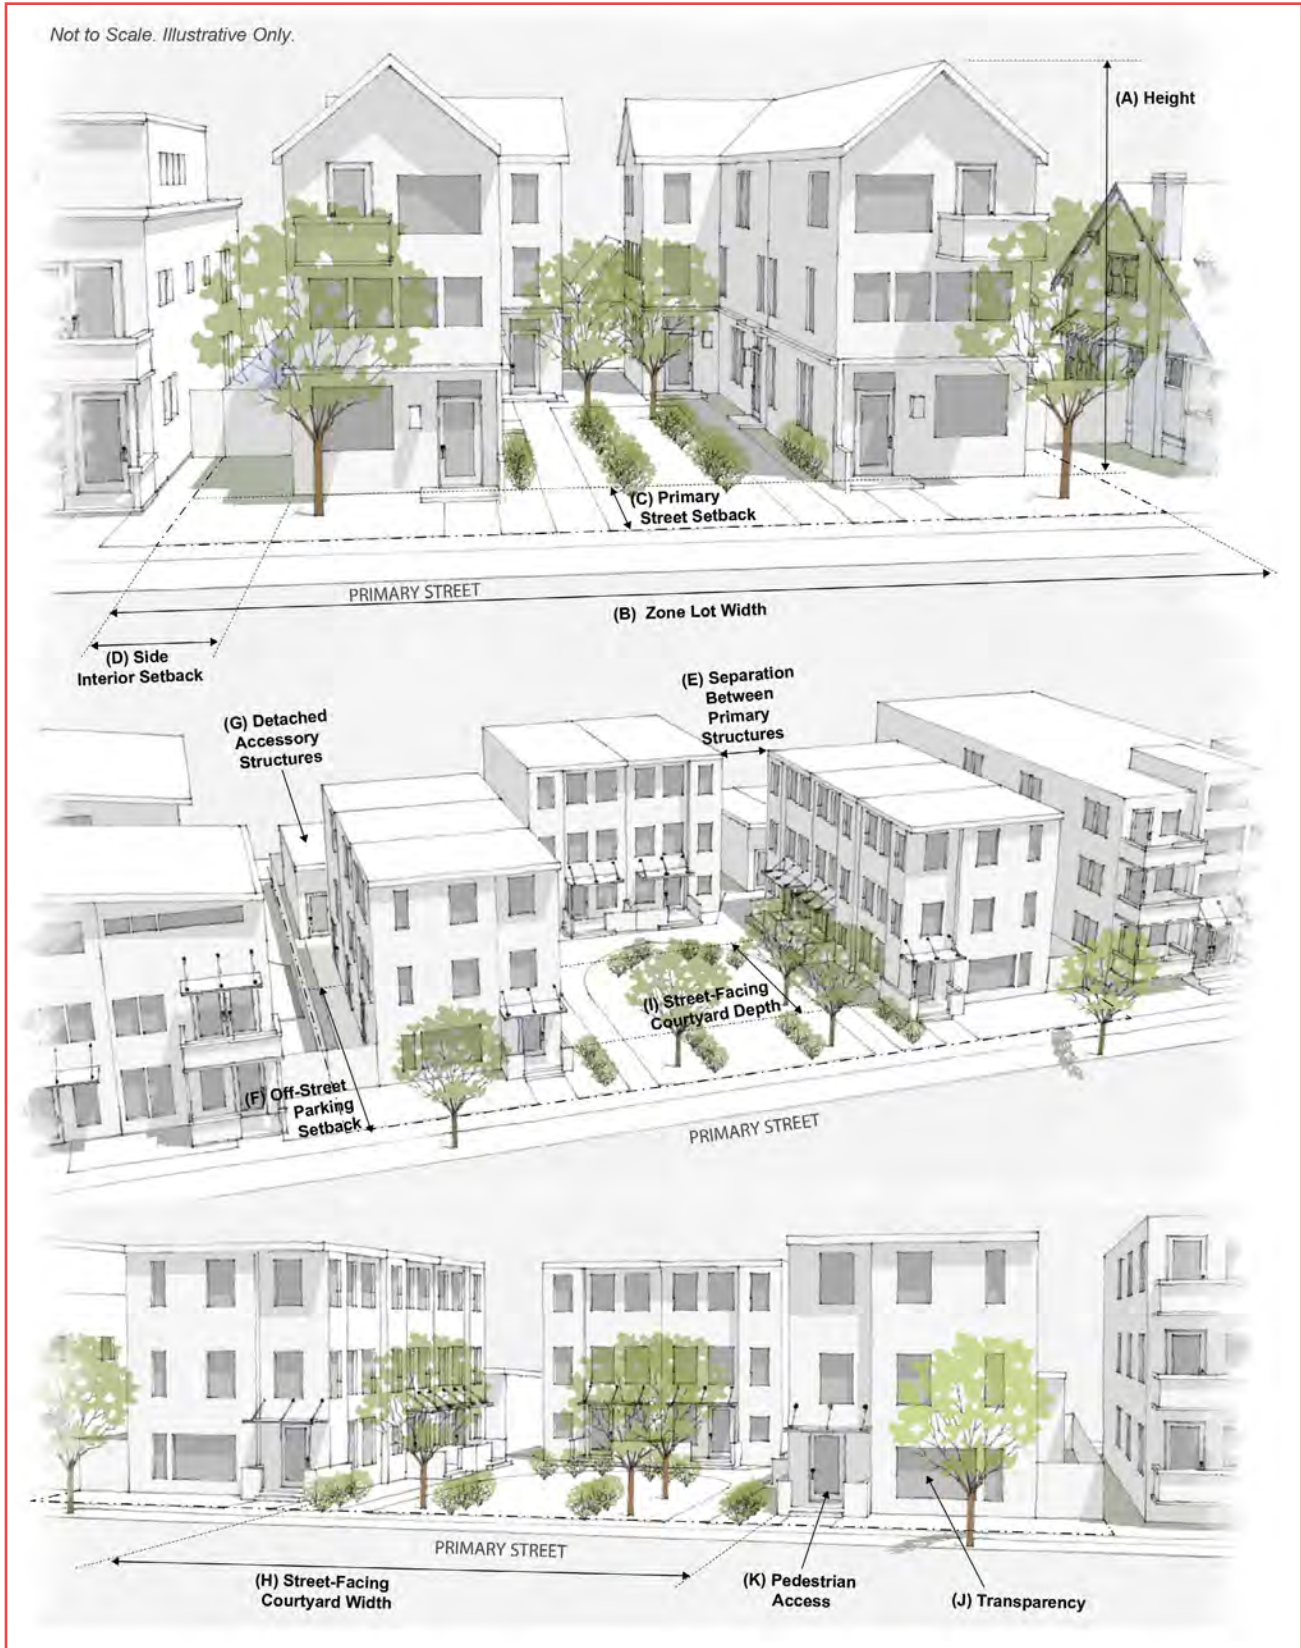 Not to Scale. Illustrative Only.
(A) Height
(C) Primary
Street Setback
PRIMARY STREET
(B) Zone Lot Width
(D) Side
Interior Setback
(E) Separation
Between
Primary
Structures
(G) Detached
Accessory
Structures
(I) Street-Facing
Courtyard Depth
(F) Off-Street
Parking
Setback
PRIMARY STREET
PRIMARY STREET
(H) Street-Facing
Courtyard Width
(K) Pedestrian
Access
(J) Transparency